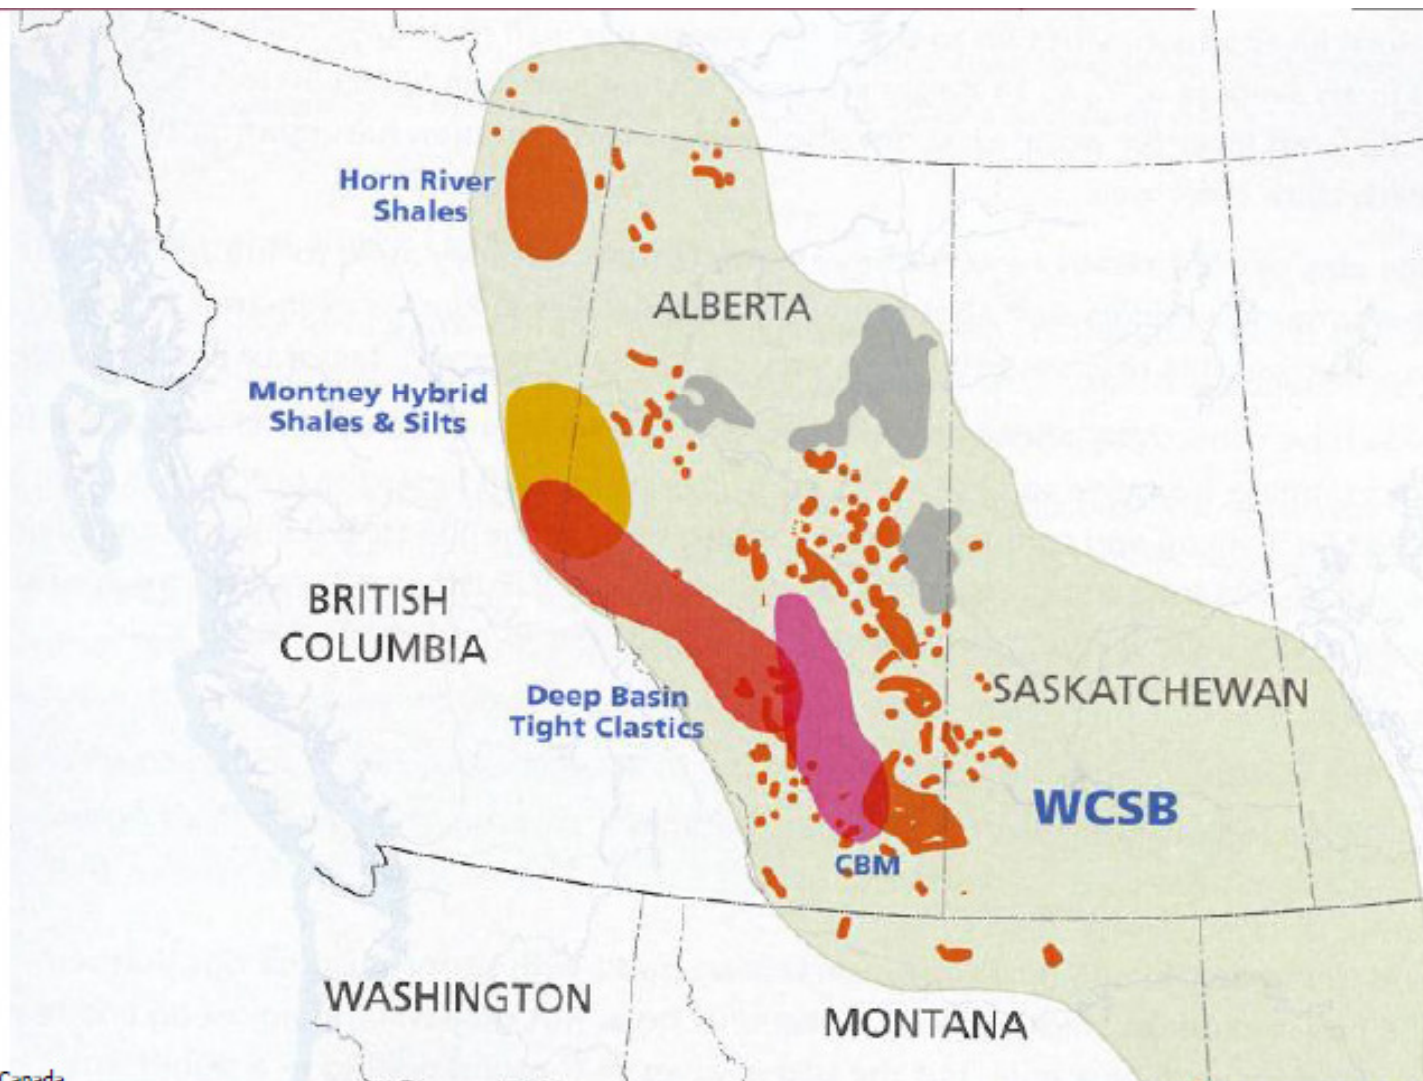 Horn River
Shales
ALBERTA
Montney Hybrid
Shales & Silts
BRITISH
COLUMBIA
Deep Basin
Tight Clastics
SASKATCHEWAN
WCSB
CBM
WASHINGTON
MONTANA
Canada